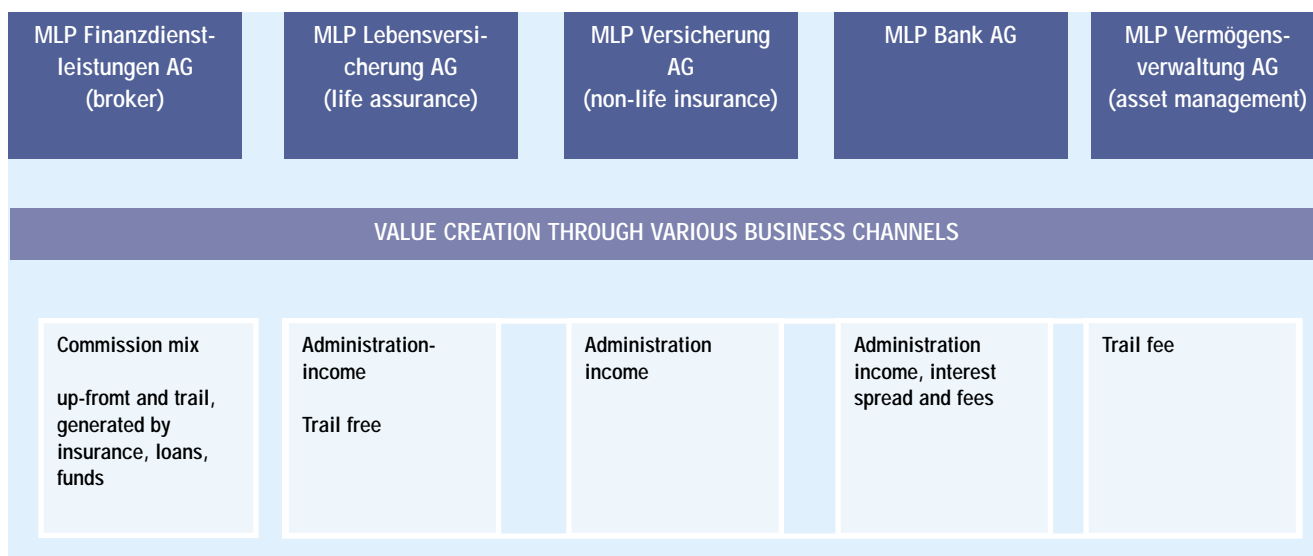 MLP Finanzdienst-
leistungen AG
(broker)
MLP Lebensversi-
cherung AG
(life assurance)
MLP Versicherung
AG
(non-life insurance)
MLP Bank AG
MLP Vermögens-
verwaltung AG
(asset management)
VALUE CREATION THROUGH VARIOUS BUSINESS CHANNELS
Commission mix
up-fromt and trail,
generated by
insurance, loans,
funds
Administration-
income
Trail free
Administration
income
Administration
income, interest
spread and fees
Trail fee